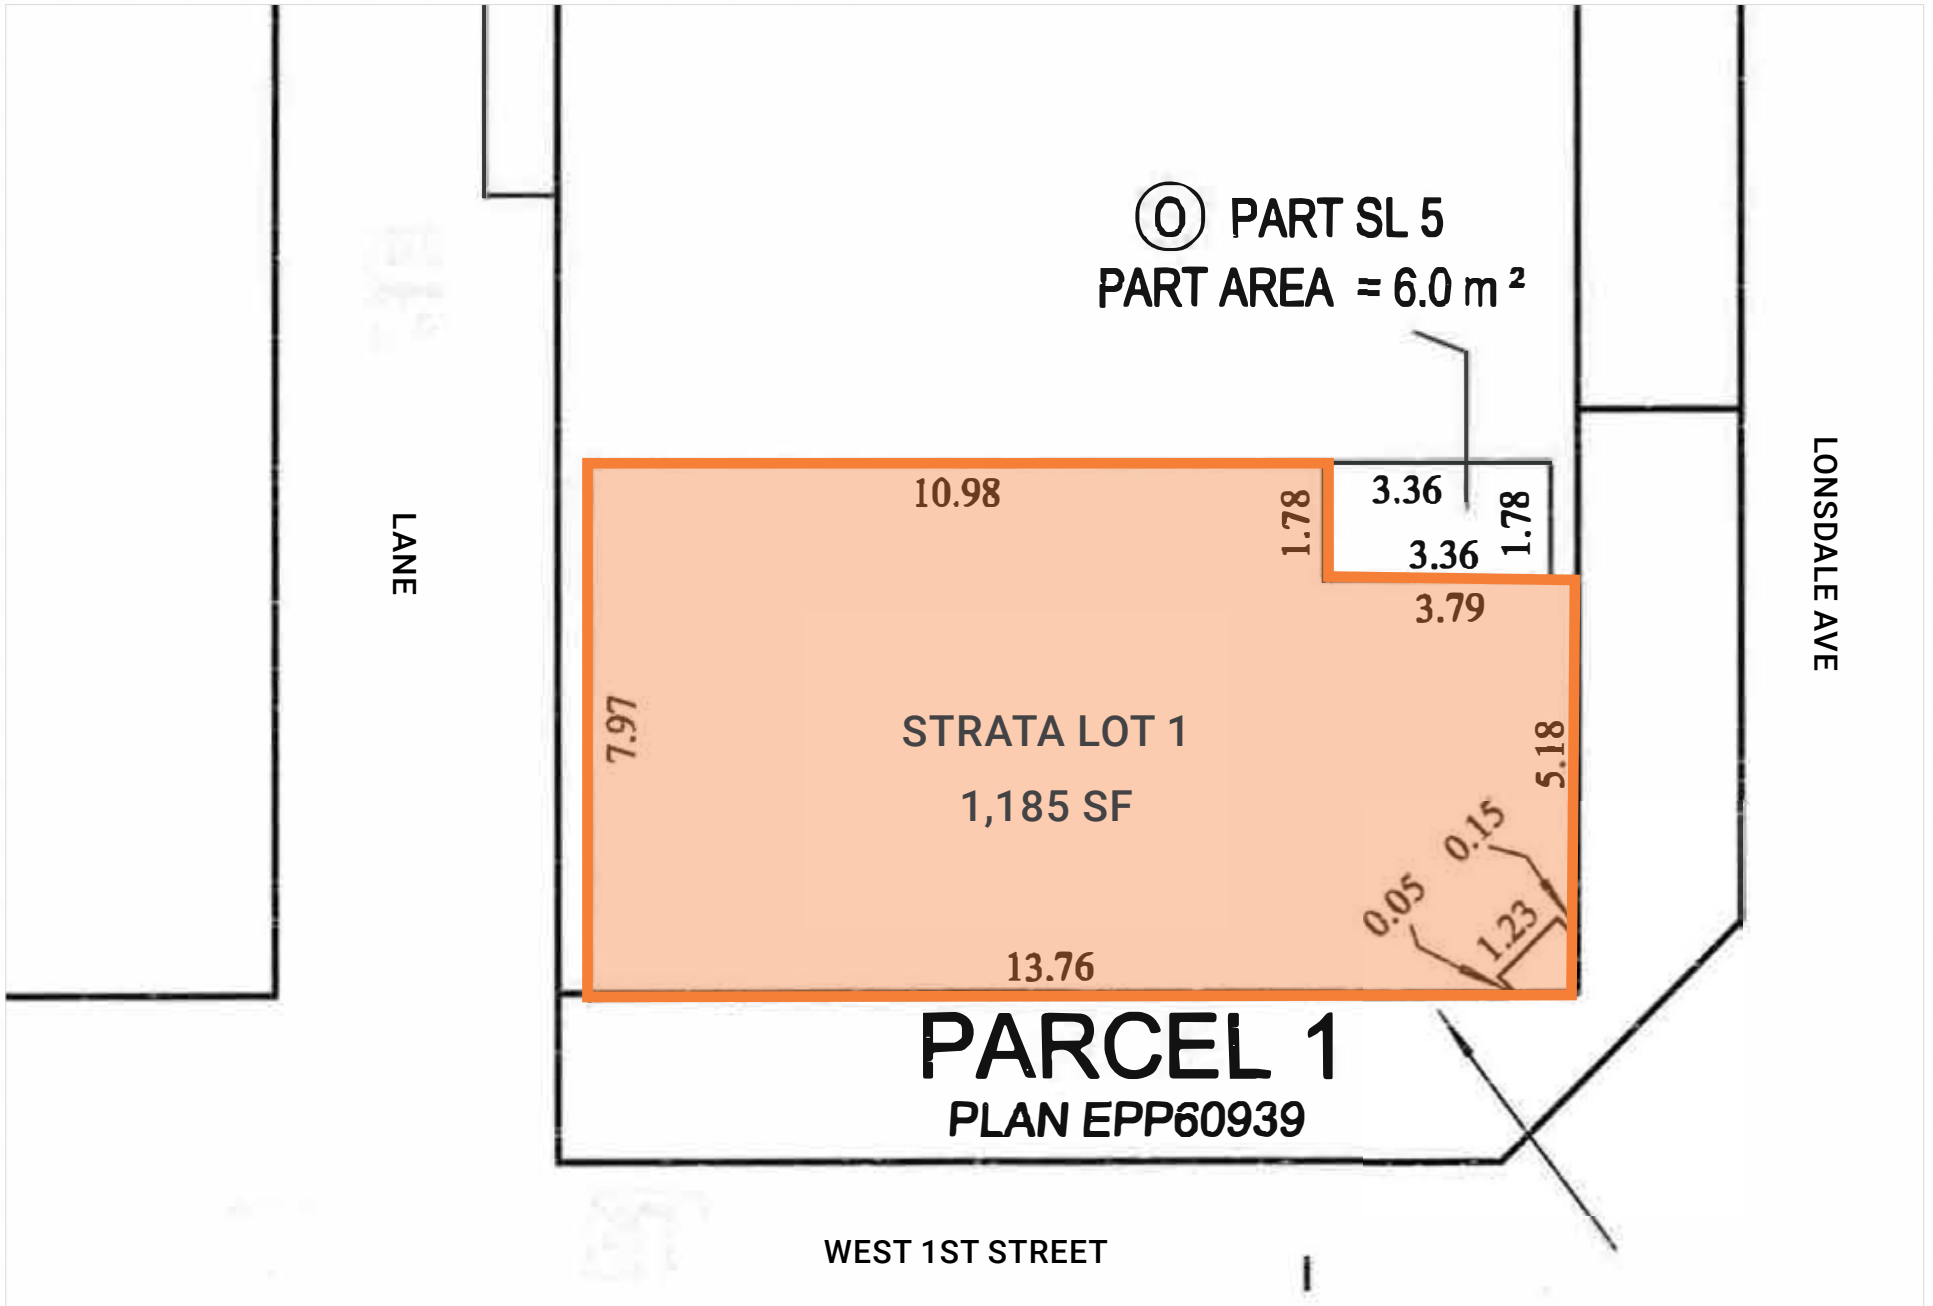 O PART SL 5
PART AREA = 6.0 m²
10.98
1.78
3.36
1.78
3.36
3.79
LANE
LONSDALE AVE
7.97
STRATA LOT 1
1,185 SF
5.18
0.15
0.05
1.23
13.76
PARCEL 1
PLAN EPP60939
WEST 1ST STREET